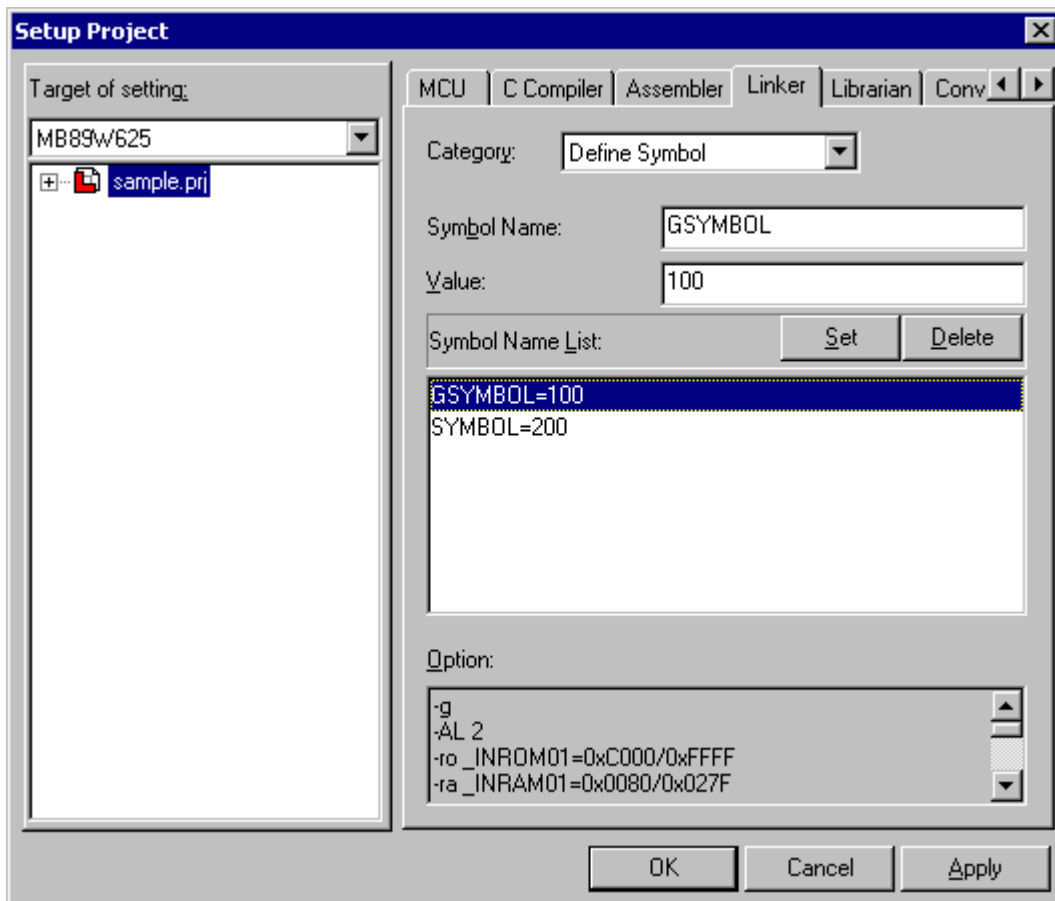 Setup Project
Target of setting:
MB89W625
sample.prj
MCU
C Compiler
Assembler
Linker
Librarian
Conv
Category:
Define Symbol
Symbol Name:
GSYMBOL
Value:
100
Symbol Name List:
Set
Delete
GSYMBOL=100
SYMBOL=200
Option:
-g
-AL 2
-ro _INROM01=0xC000/0xFFFF
-ra _INRAM01=0x0080/0x027F
OK
Cancel
Apply